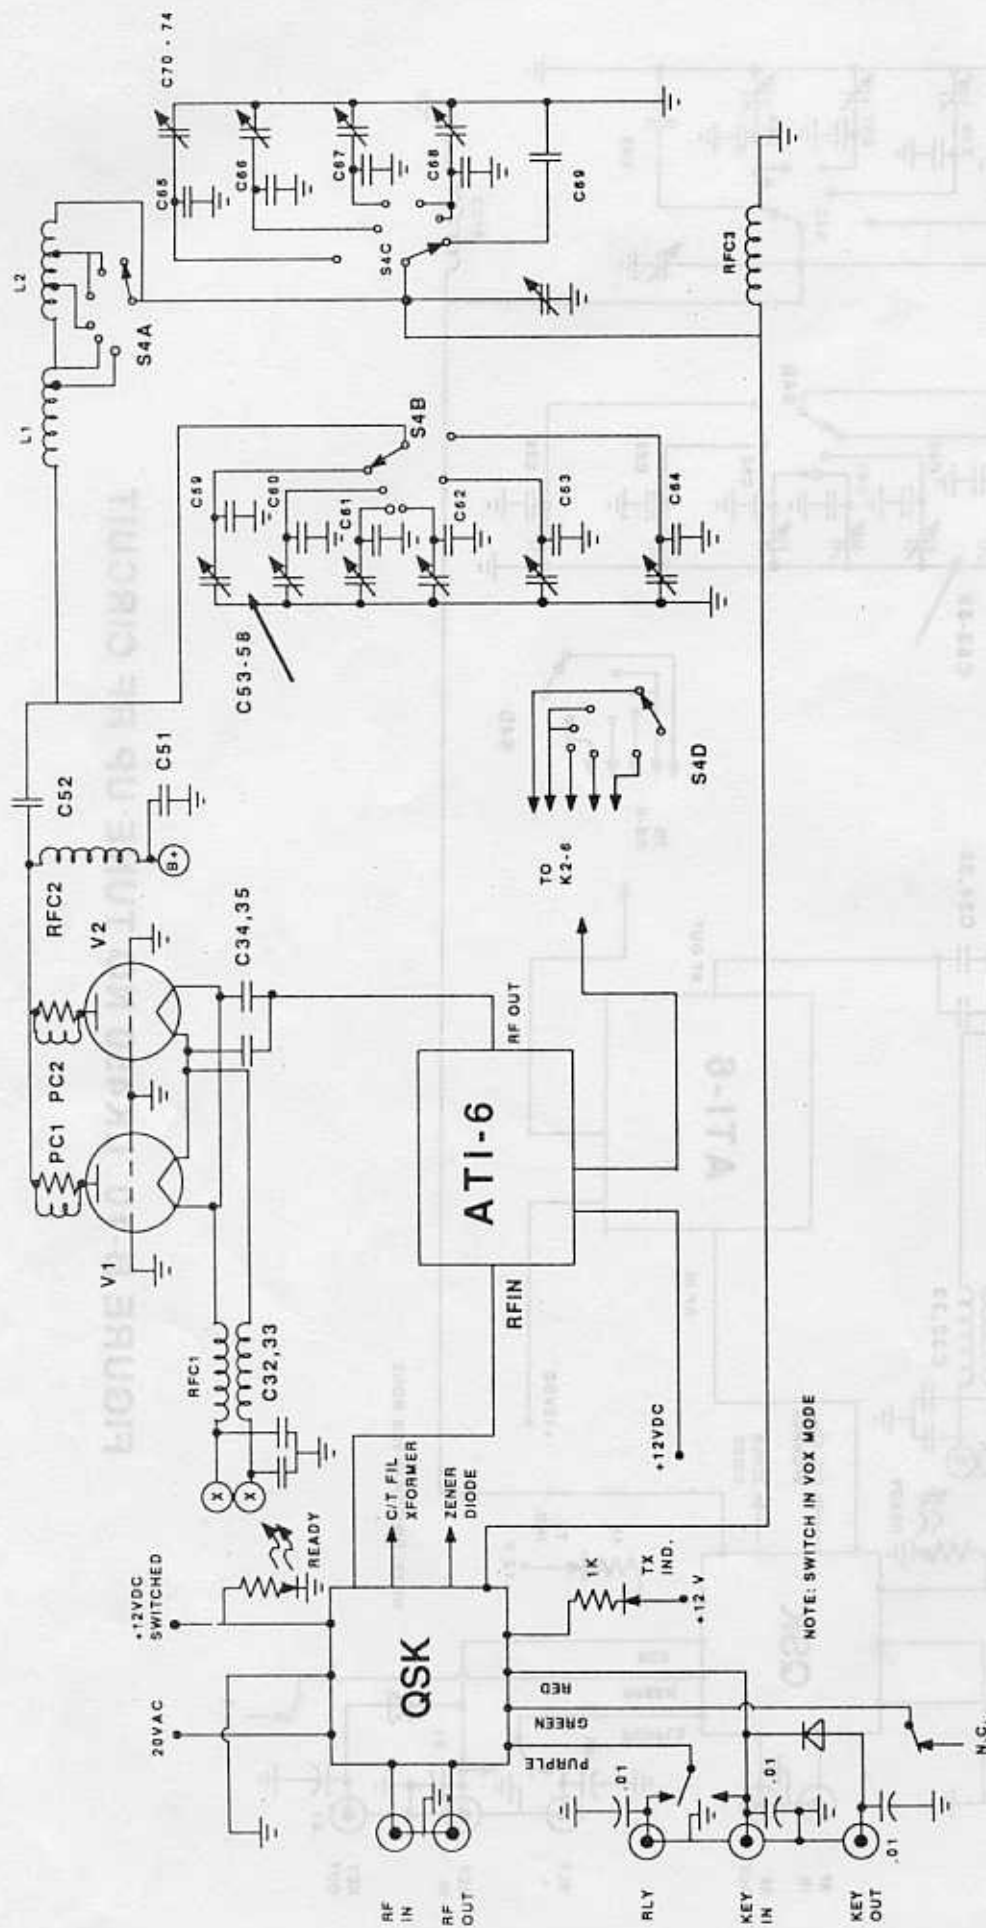 C70 - 74
C65
C66
C67
C68
C69
S4C
L2
S4A
L1
RFC3
S4B
C59
C60
C61
C62
C63
C64
C53-58
C52
C51
B+
RFC2
V2
PC2
PC1
V1
C34,35
S4D
TO
K2-6
RF OUT
ATI-6
RFIN
+12VDC
RFC1
C32,33
X
X
READY
C/T FIL
XFORMER
ZENER
DIODE
+12VDC
SWITCHED
20VAC
QSK
1K
TX
IND.
+12 V
RED
GREEN
PURPLE
NOTE: SWITCH IN VOX MODE
RF
IN
RF
OUT
.01
RLY
.01
KEY
IN
KEY
OUT
.01
N.C.